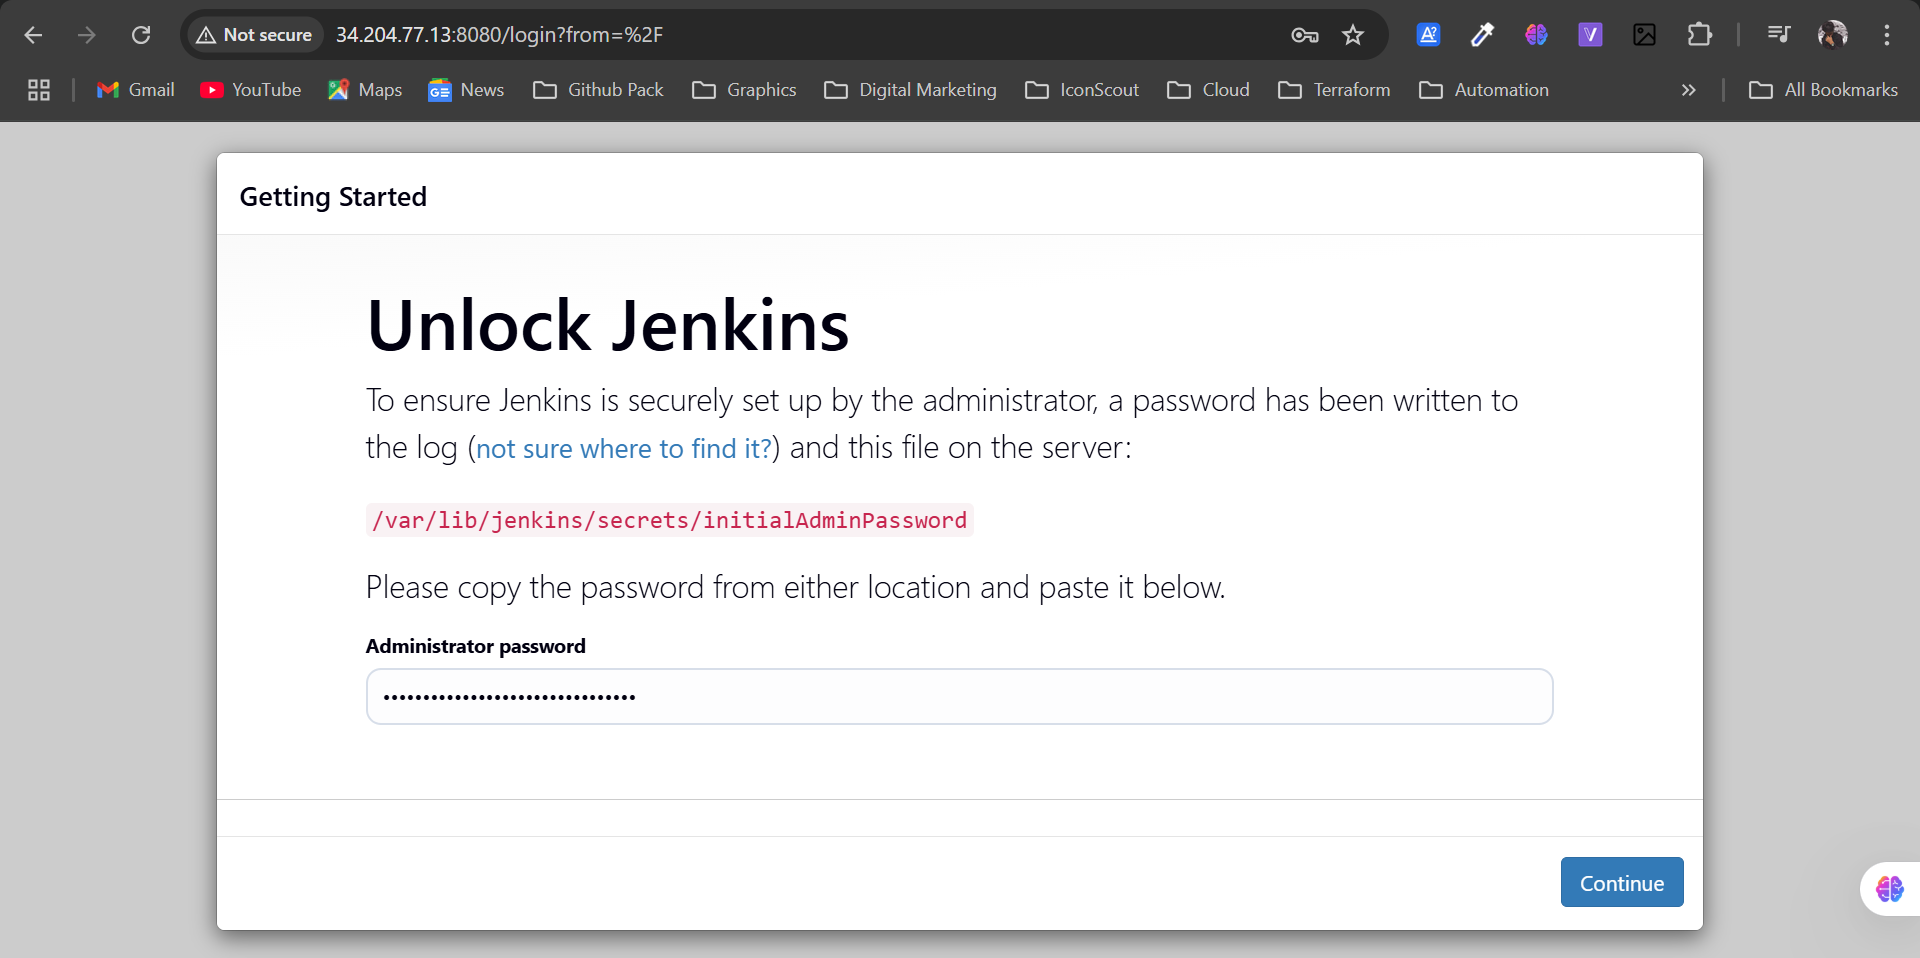 Not secure
34.204.77.13:8080/login?from=%2F
Gmail
YouTube
Maps
News
Github Pack
Graphics
Digital Marketing
IconScout
Cloud
Terraform
Automation
»
All Bookmarks
Getting Started
Unlock Jenkins
To ensure Jenkins is securely set up by the administrator, a password has been written to
the log (not sure where to find it?) and this file on the server:
/var/lib/jenkins/secrets/initialAdminPassword
Please copy the password from either location and paste it below.
Administrator password
••••••••••••••••••••••••••••••••
Continue